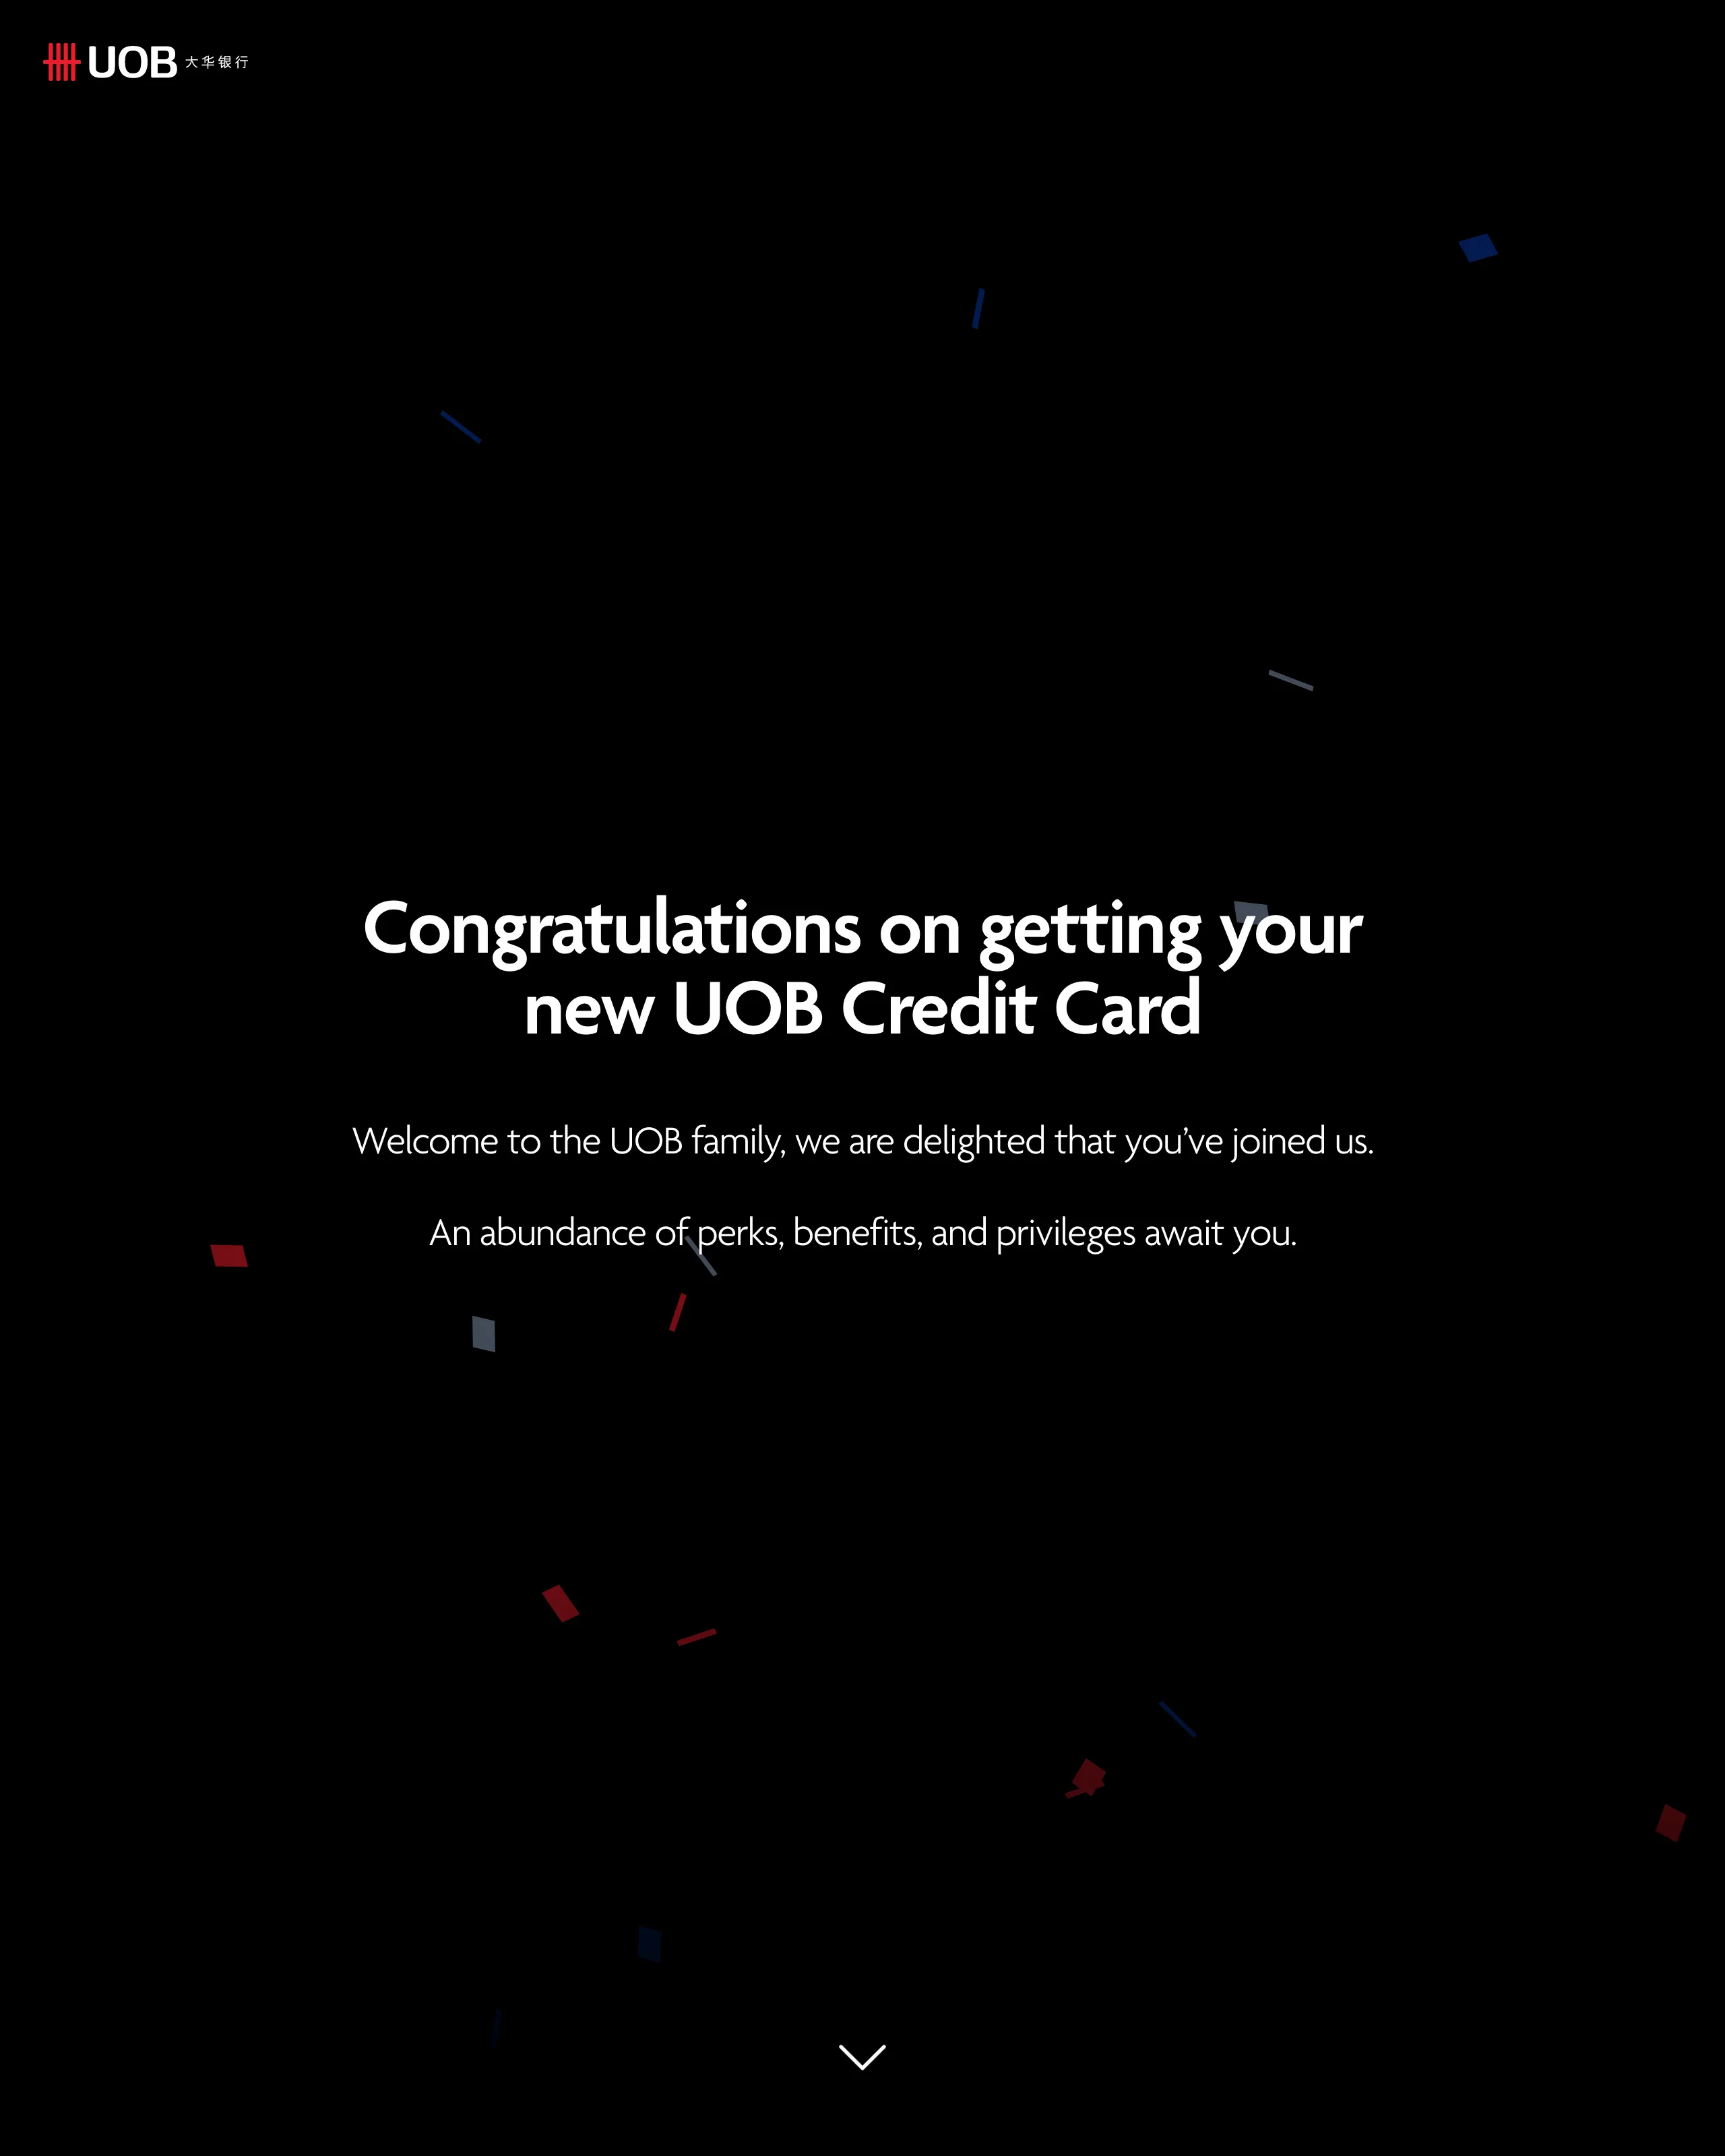 UOB 大华银行
Congratulations on getting your
new UOB Credit Card
Welcome to the UOB family, we are delighted that you’ve joined us.
An abundance of perks, benefits, and privileges await you.